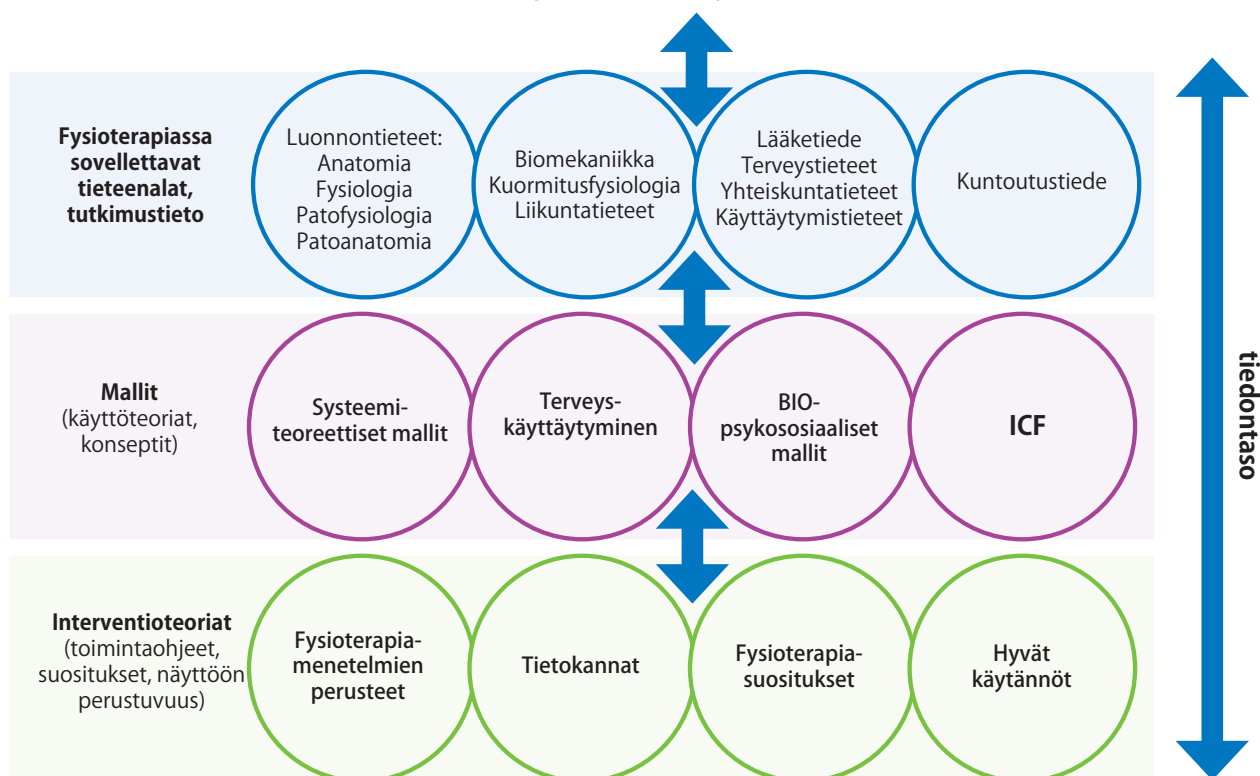 Fysioterapiassa
sovellettavat
tieteenalat,
tutkimustieto
Luonnontieteet:
Anatomia
Fysiologia
Patofysiologia
Patoanatomia
Biomekaniikka
Kuormitusfysiologia
Liikuntatieteet
Lääketiede
Terveystieteet
Yhteiskuntatieteet
Käyttäytymistieteet
Kuntoutustiede
Mallit
(käyttöteoriat,
konseptit)
Systeemi-
teoreettiset mallit
Terveys-
käyttäytyminen
BIO-
psykososiaaliset
mallit
ICF
Interventioteoriat
(toimintaohjeet,
suositukset, näyttöön
perustuvuus)
Fysioterapia-
menetelmien
perusteet
Tietokannat
Fysioterapia-
suositukset
Hyvät
käytännöt
tiedontaso